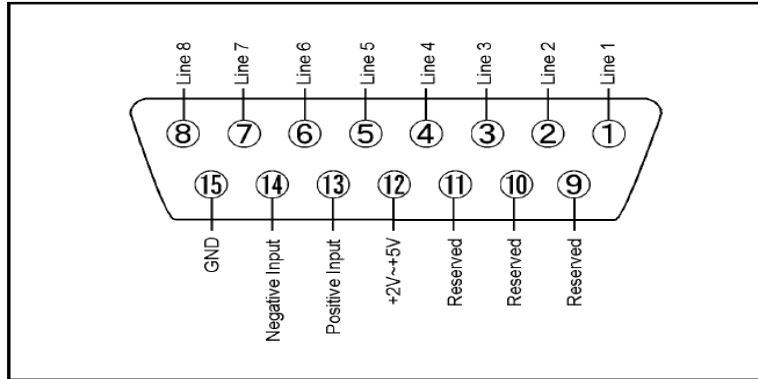 Line 8
Line 7
Line 6
Line 5
Line 4
Line 3
Line 2
Line 1
8
7
6
5
4
3
2
1
15
14
13
12
11
10
9
GND
Negative Input
Positive Input
+2V~+5V
Reserved
Reserved
Reserved